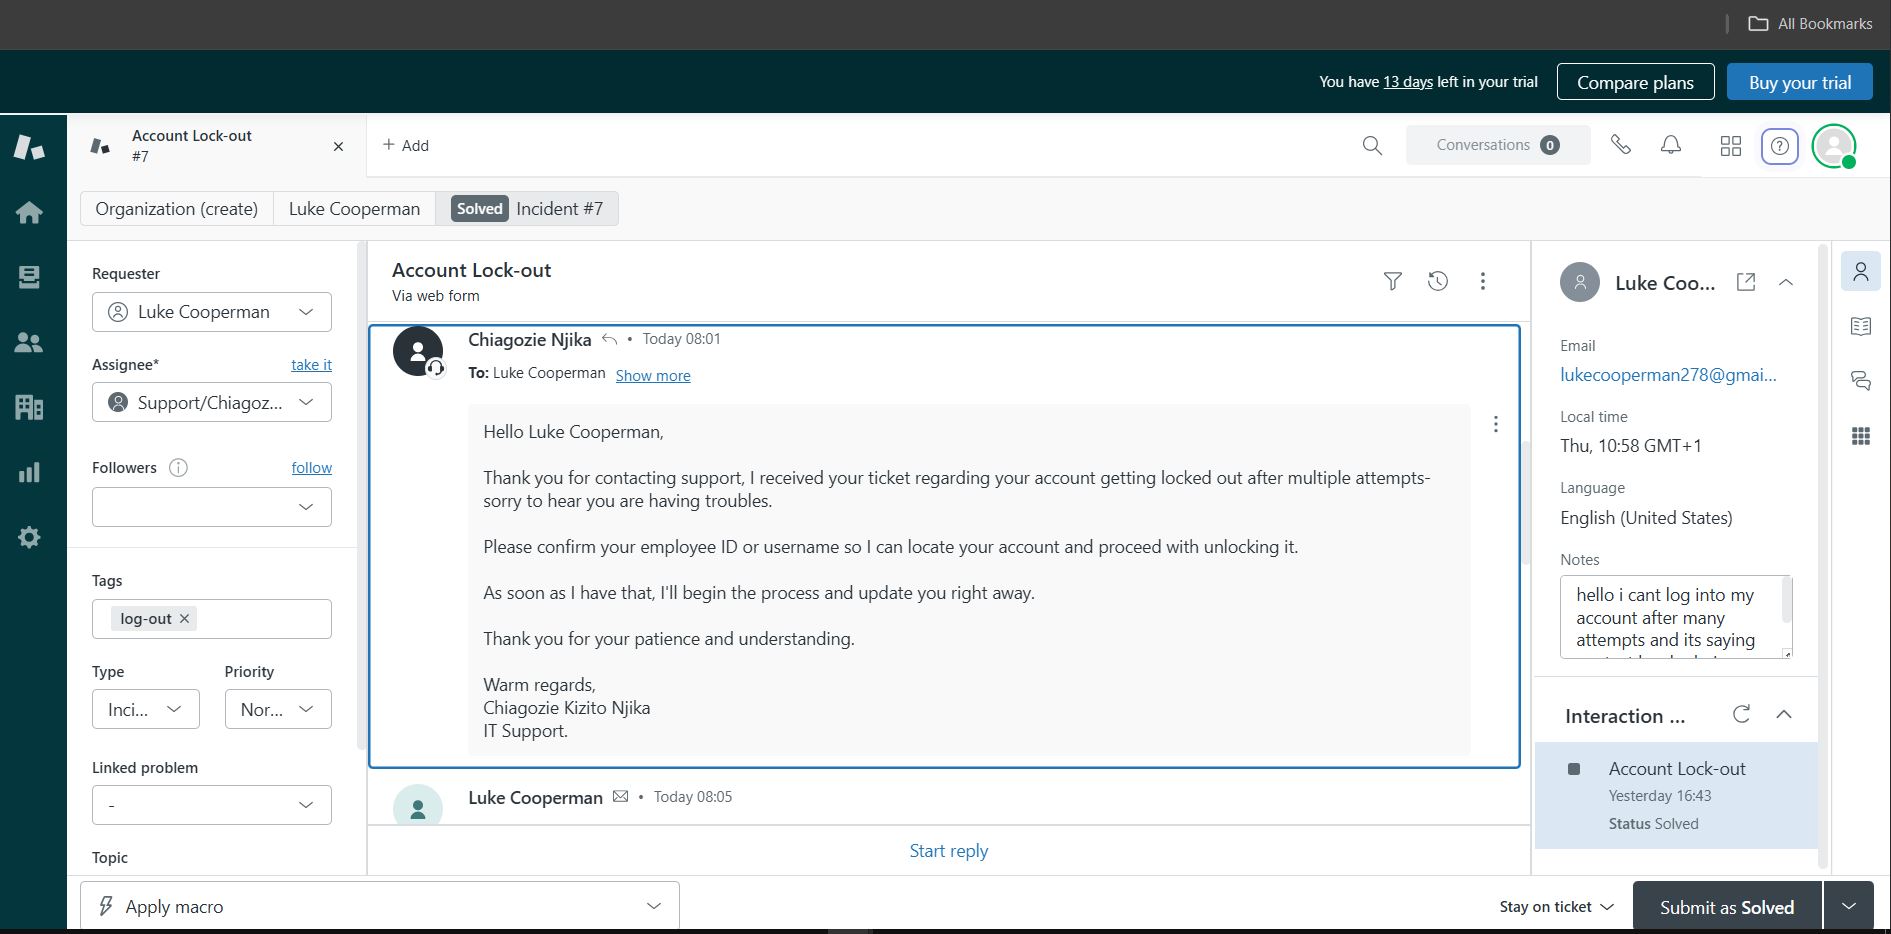 All Bookmarks
You have 13 days left in your trial
Compare plans
Buy your trial
Account Lock-out
#7
+ Add
Conversations 0
Organization (create)
Luke Cooperman
Solved Incident #7
Requester
Luke Cooperman
Assignee*
take it
Support/Chiagoz...
Followers
follow
Tags
log-out
Type
Priority
Inci...
Nor...
Linked problem
-
Topic
Account Lock-out
Via web form
Chiagozie Njika • Today 08:01
To: Luke Cooperman Show more
Hello Luke Cooperman,
Thank you for contacting support, I received your ticket regarding your account getting locked out after multiple attempts-
sorry to hear you are having troubles.
Please confirm your employee ID or username so I can locate your account and proceed with unlocking it.
As soon as I have that, I'll begin the process and update you right away.
Thank you for your patience and understanding.
Warm regards,
Chiagozie Kizito Njika
IT Support.
Luke Cooperman • Today 08:05
Start reply
Luke Coo...
Email
lukecooperman278@gmai...
Local time
Thu, 10:58 GMT+1
Language
English (United States)
Notes
hello i cant log into my
account after many
attempts and its saying
Interaction ...
Account Lock-out
Yesterday 16:43
Status Solved
Apply macro
Stay on ticket
Submit as Solved